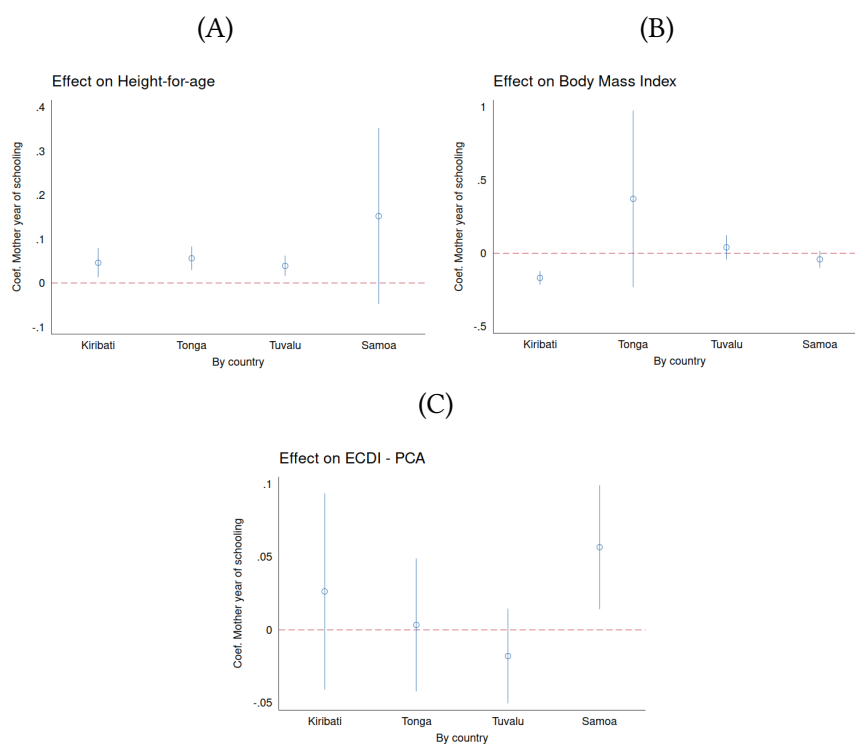 (A)
Effect on Height-for-age
Coef. Mother year of schooling
.4
.3
.2
.1
0
-.1
Kiribati Tonga Tuvalu Samoa
By country
(B)
Effect on Body Mass Index
Coef. Mother year of schooling
1
.5
0
-.5
Kiribati Tonga Tuvalu Samoa
By country
(C)
Effect on ECDI - PCA
Coef. Mother year of schooling
.1
.05
0
-.05
Kiribati Tonga Tuvalu Samoa
By country